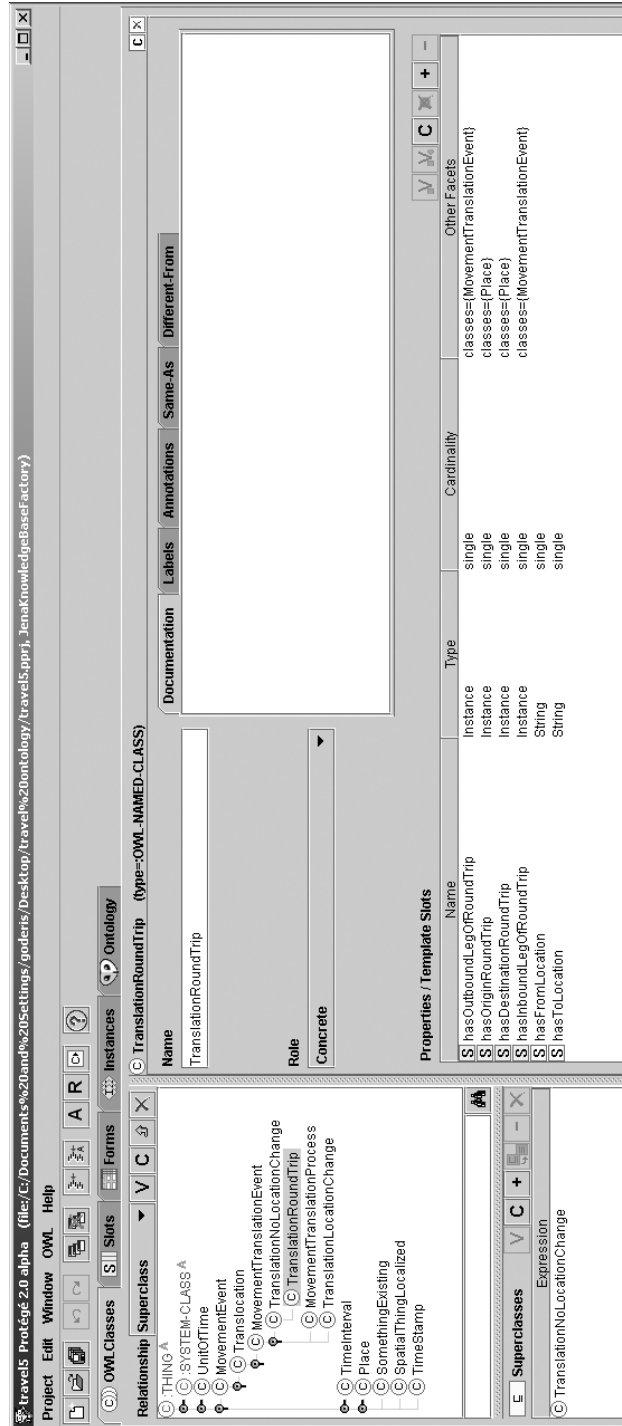 travel5 Protégé 2.0 alpha (file:/C:/Documents%20and%20Settings/goderis/Desktop/travel%20ontology/travel5.pprj, JenaKnowledgeBaseFactory)
Project Edit Window OWL Help
A R ?
C OWLClasses S Slots Forms Instances Ontology
Relationship Superclass V C
C :THING A
C :SYSTEM-CLASS A
C UnitOfTime
C MovementEvent
C Translocation
C MovementTranslationEvent
C TranslationNoLocationChange
C TranslationRoundTrip
C MovementTranslationProcess
C TranslationLocationChange
C TimeInterval
C Place
C SomethingExisting
C SpatialThingLocalized
C TimeStamp
Superclasses V C + −
Expression
C TranslationNoLocationChange
C TranslationRoundTrip (type=:OWL-NAMED-CLASS) C X
Name
TranslationRoundTrip
Role
Concrete
Documentation Labels Annotations Same-As Different-From
Properties / Template Slots V V C + −
Name Type Cardinality Other Facets
S hasOutboundLegOfRoundTrip Instance single classes={MovementTranslationEvent}
S hasOriginRoundTrip Instance single classes={Place}
S hasDestinationRoundTrip Instance single classes={Place}
S hasInboundLegOfRoundTrip Instance single classes={MovementTranslationEvent}
S hasFromLocation String single
S hasToLocation String single